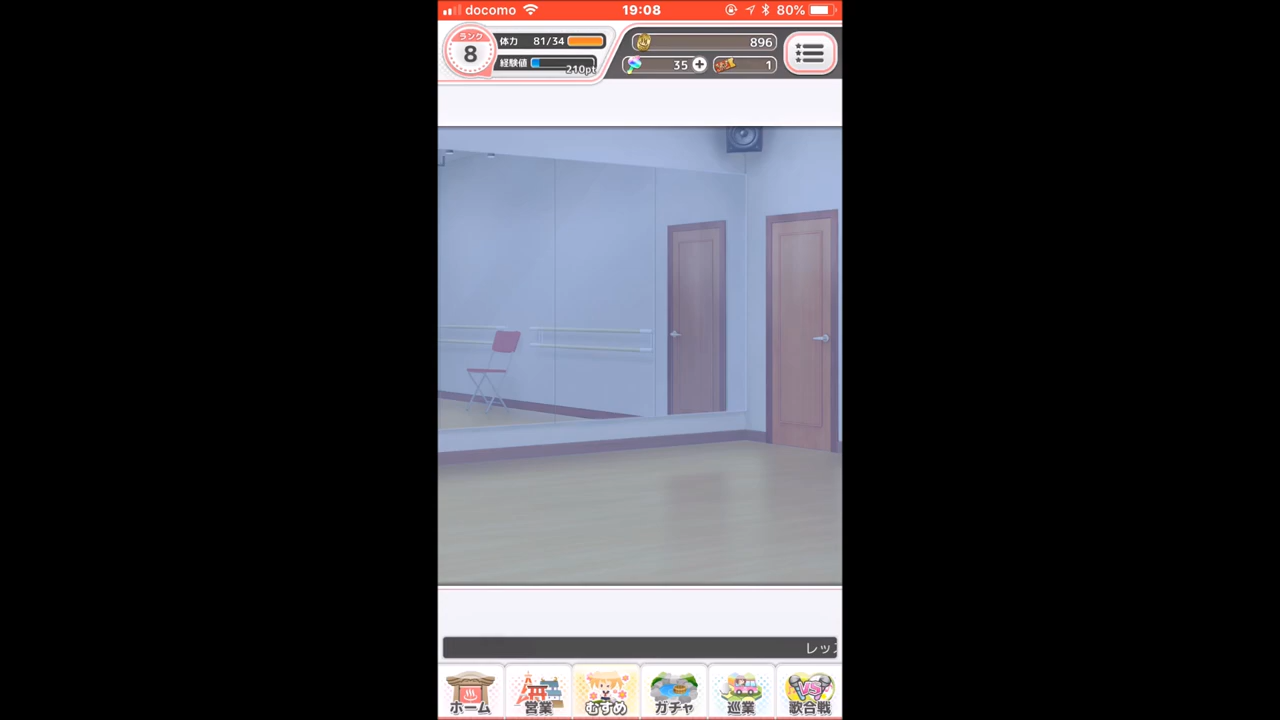 docomo 19:08 80%
ランク
8
体力 81/34
経験値 210pt
896
35
1
レッ
ホーム 営業 むすめ ガチャ 巡業 VS 歌合戦